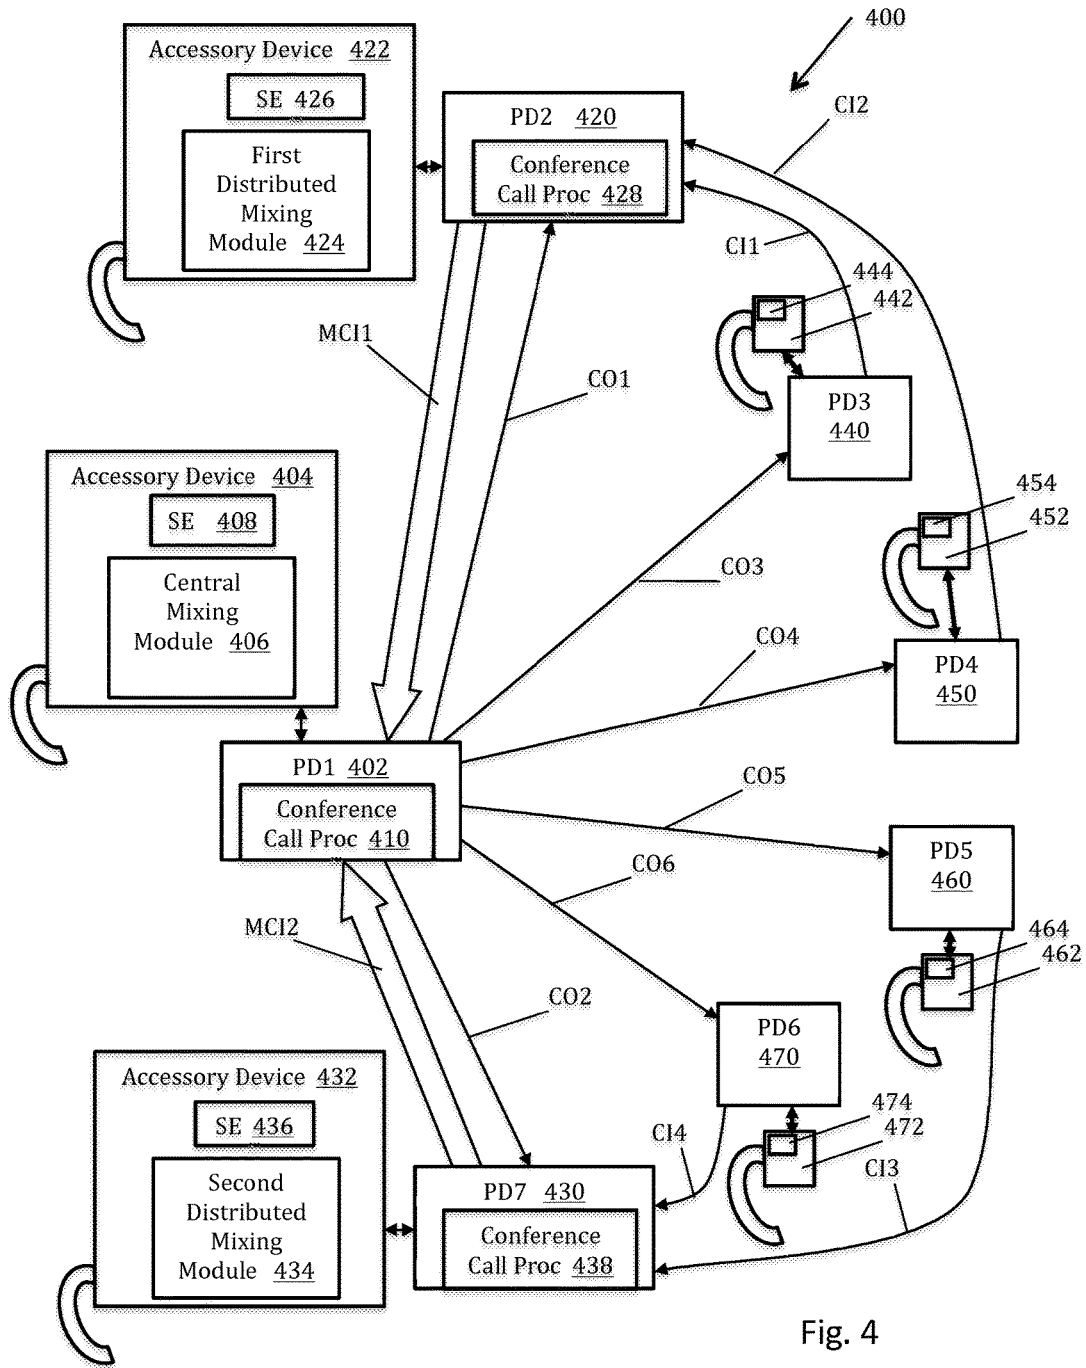 400
Accessory Device 422
SE 426
First
Distributed
Mixing
Module 424
PD2 420
Conference
Call Proc 428
CI2
CI1
444
442
MCI1
CO1
PD3
440
Accessory Device 404
SE 408
Central
Mixing
Module 406
454
452
CO3
CO4
PD4
450
PD1 402
Conference
Call Proc 410
CO5
PD5
460
CO6
MCI2
464
462
CO2
PD6
470
Accessory Device 432
SE 436
Second
Distributed
Mixing
Module 434
474
472
CI4
CI3
PD7 430
Conference
Call Proc 438
Fig. 4